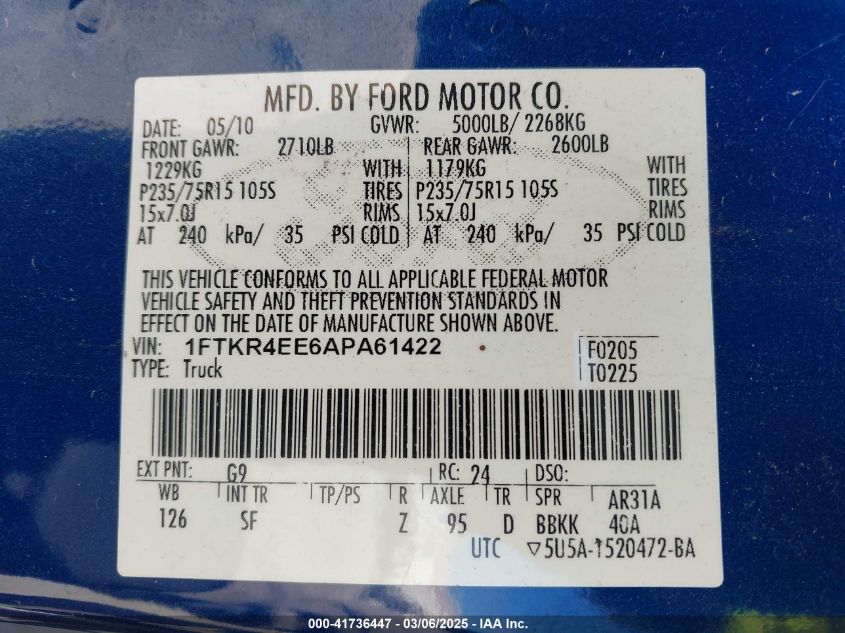 MFD. BY FORD MOTOR CO.
DATE: 05/10 GVWR: 5000LB/ 2268KG
FRONT GAWR: 2710LB REAR GAWR: 2600LB
1229KG WITH 1179KG WITH
P235/75R15 105S TIRES P235/75R15 105S TIRES
15x7.0J RIMS 15x7.0J RIMS
AT 240 kPa/ 35 PSI COLD AT 240 kPa/ 35 PSI COLD
THIS VEHICLE CONFORMS TO ALL APPLICABLE FEDERAL MOTOR
VEHICLE SAFETY AND THEFT PREVENTION STANDARDS IN
EFFECT ON THE DATE OF MANUFACTURE SHOWN ABOVE.
VIN: 1FTKR4EE6APA61422 F0205
TYPE: Truck T0225
EXT PNT: G9 RC: 24 DSO:
WB INT TR TP/PS R AXLE TR SPR AR31A
126 SF Z 95 D BBKK 40A
UTC ▽5U5A-1520472-BA
000-41736447 - 03/06/2025 - IAA Inc.